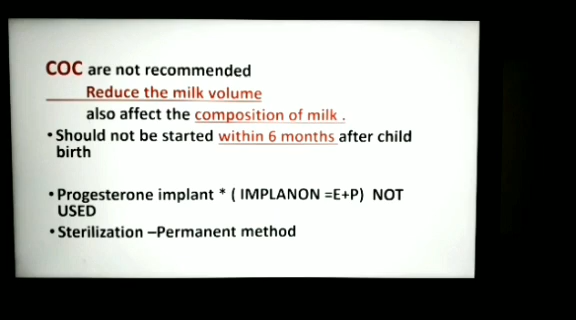 COC are not recommended
Reduce the milk volume
also affect the composition of milk .
• Should not be started within 6 months after child
birth
• Progesterone implant * ( IMPLANON =E+P) NOT
USED
• Sterilization –Permanent method